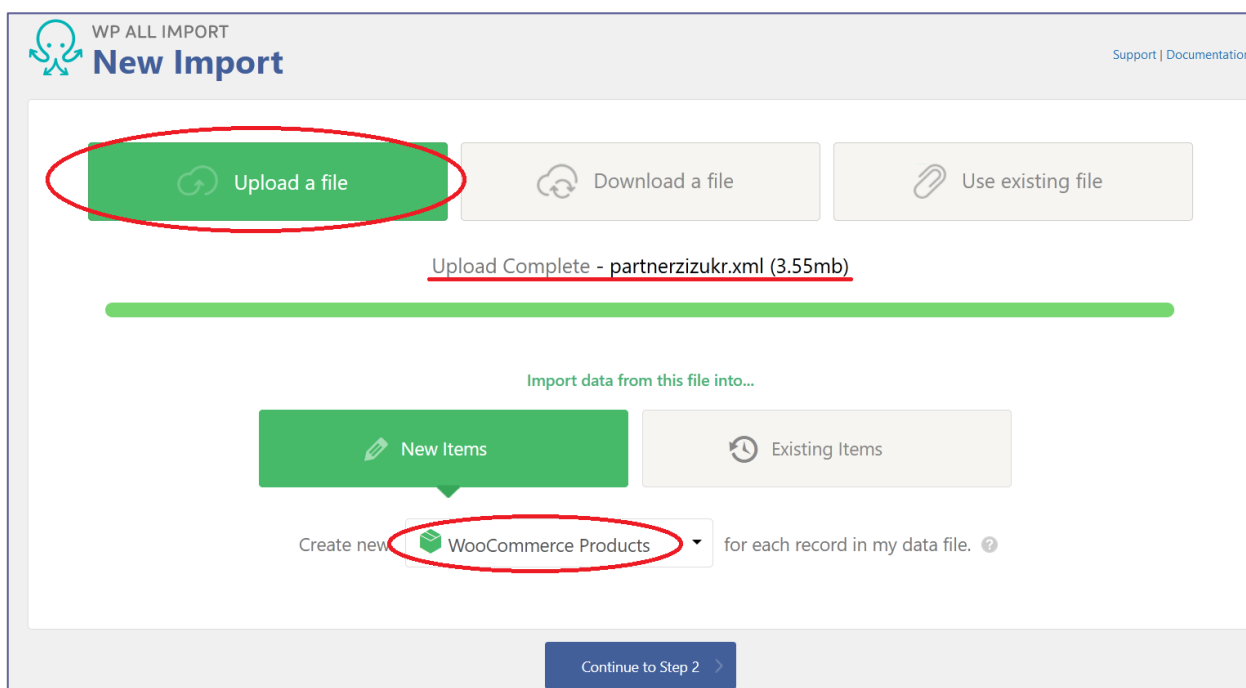 WP ALL IMPORT
New Import
Support | Documentation
Upload a file
Download a file
Use existing file
Upload Complete - partnerzizukr.xml (3.55mb)
Import data from this file into...
New Items
Existing Items
Create new WooCommerce Products for each record in my data file. ?
Continue to Step 2